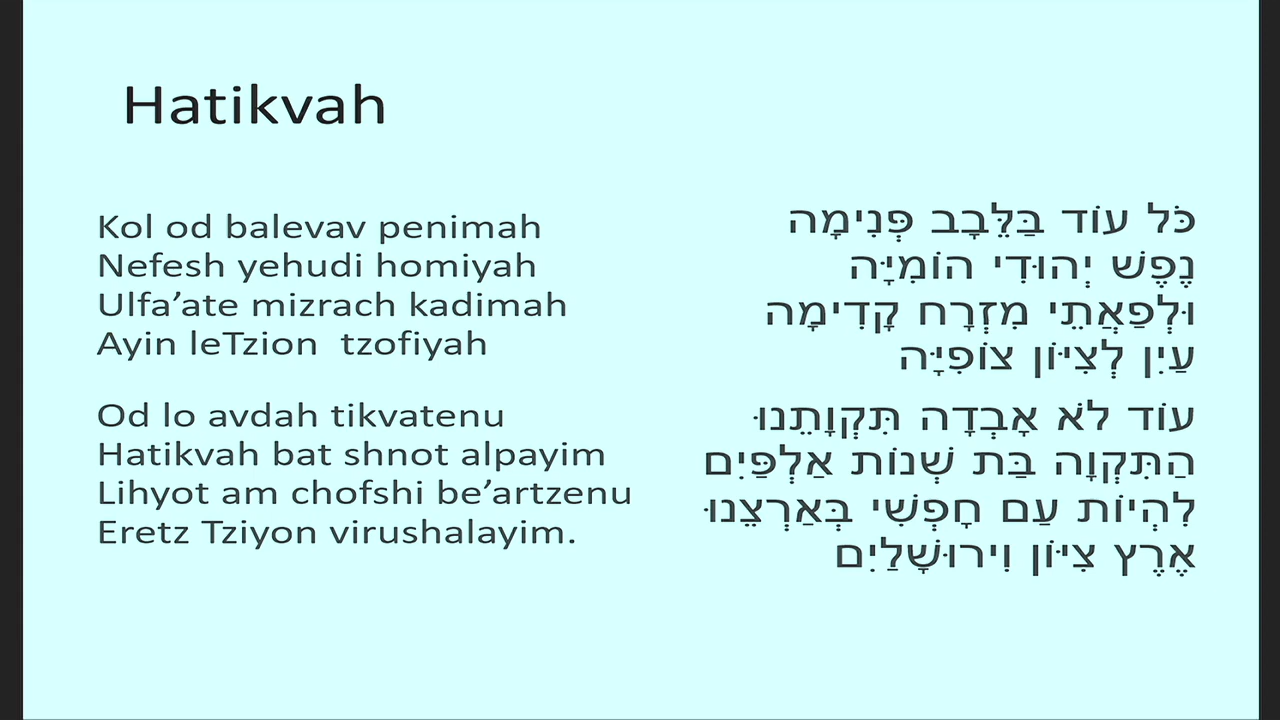 Hatikvah
Kol od balevav penimah
Nefesh yehudi homiyah
Ulfa’ate mizrach kadimah
Ayin leTzion  tzofiyah
Od lo avdah tikvatenu
Hatikvah bat shnot alpayim
Lihyot am chofshi be’artzenu
Eretz Tziyon virushalayim.
כֹּל עוֹד בַּלֵּבָב פְּנִימָה
נֶפֶשׁ יְהוּדִי הוֹמִיָּה
וּלְפַאֲתֵי מִזְרָח קָדִימָה
עַיִן לְצִיּוֹן צוֹפִיָּה
עוֹד לֹא אָבְדָה תִּקְוָתֵנוּ
הַתִּקְוָה בַּת שְׁנוֹת אַלְפַּיִם
לִהְיוֹת עַם חָפְשִׁי בְּאַרְצֵנוּ
אֶרֶץ צִיּוֹן וִירוּשָׁלַיִם